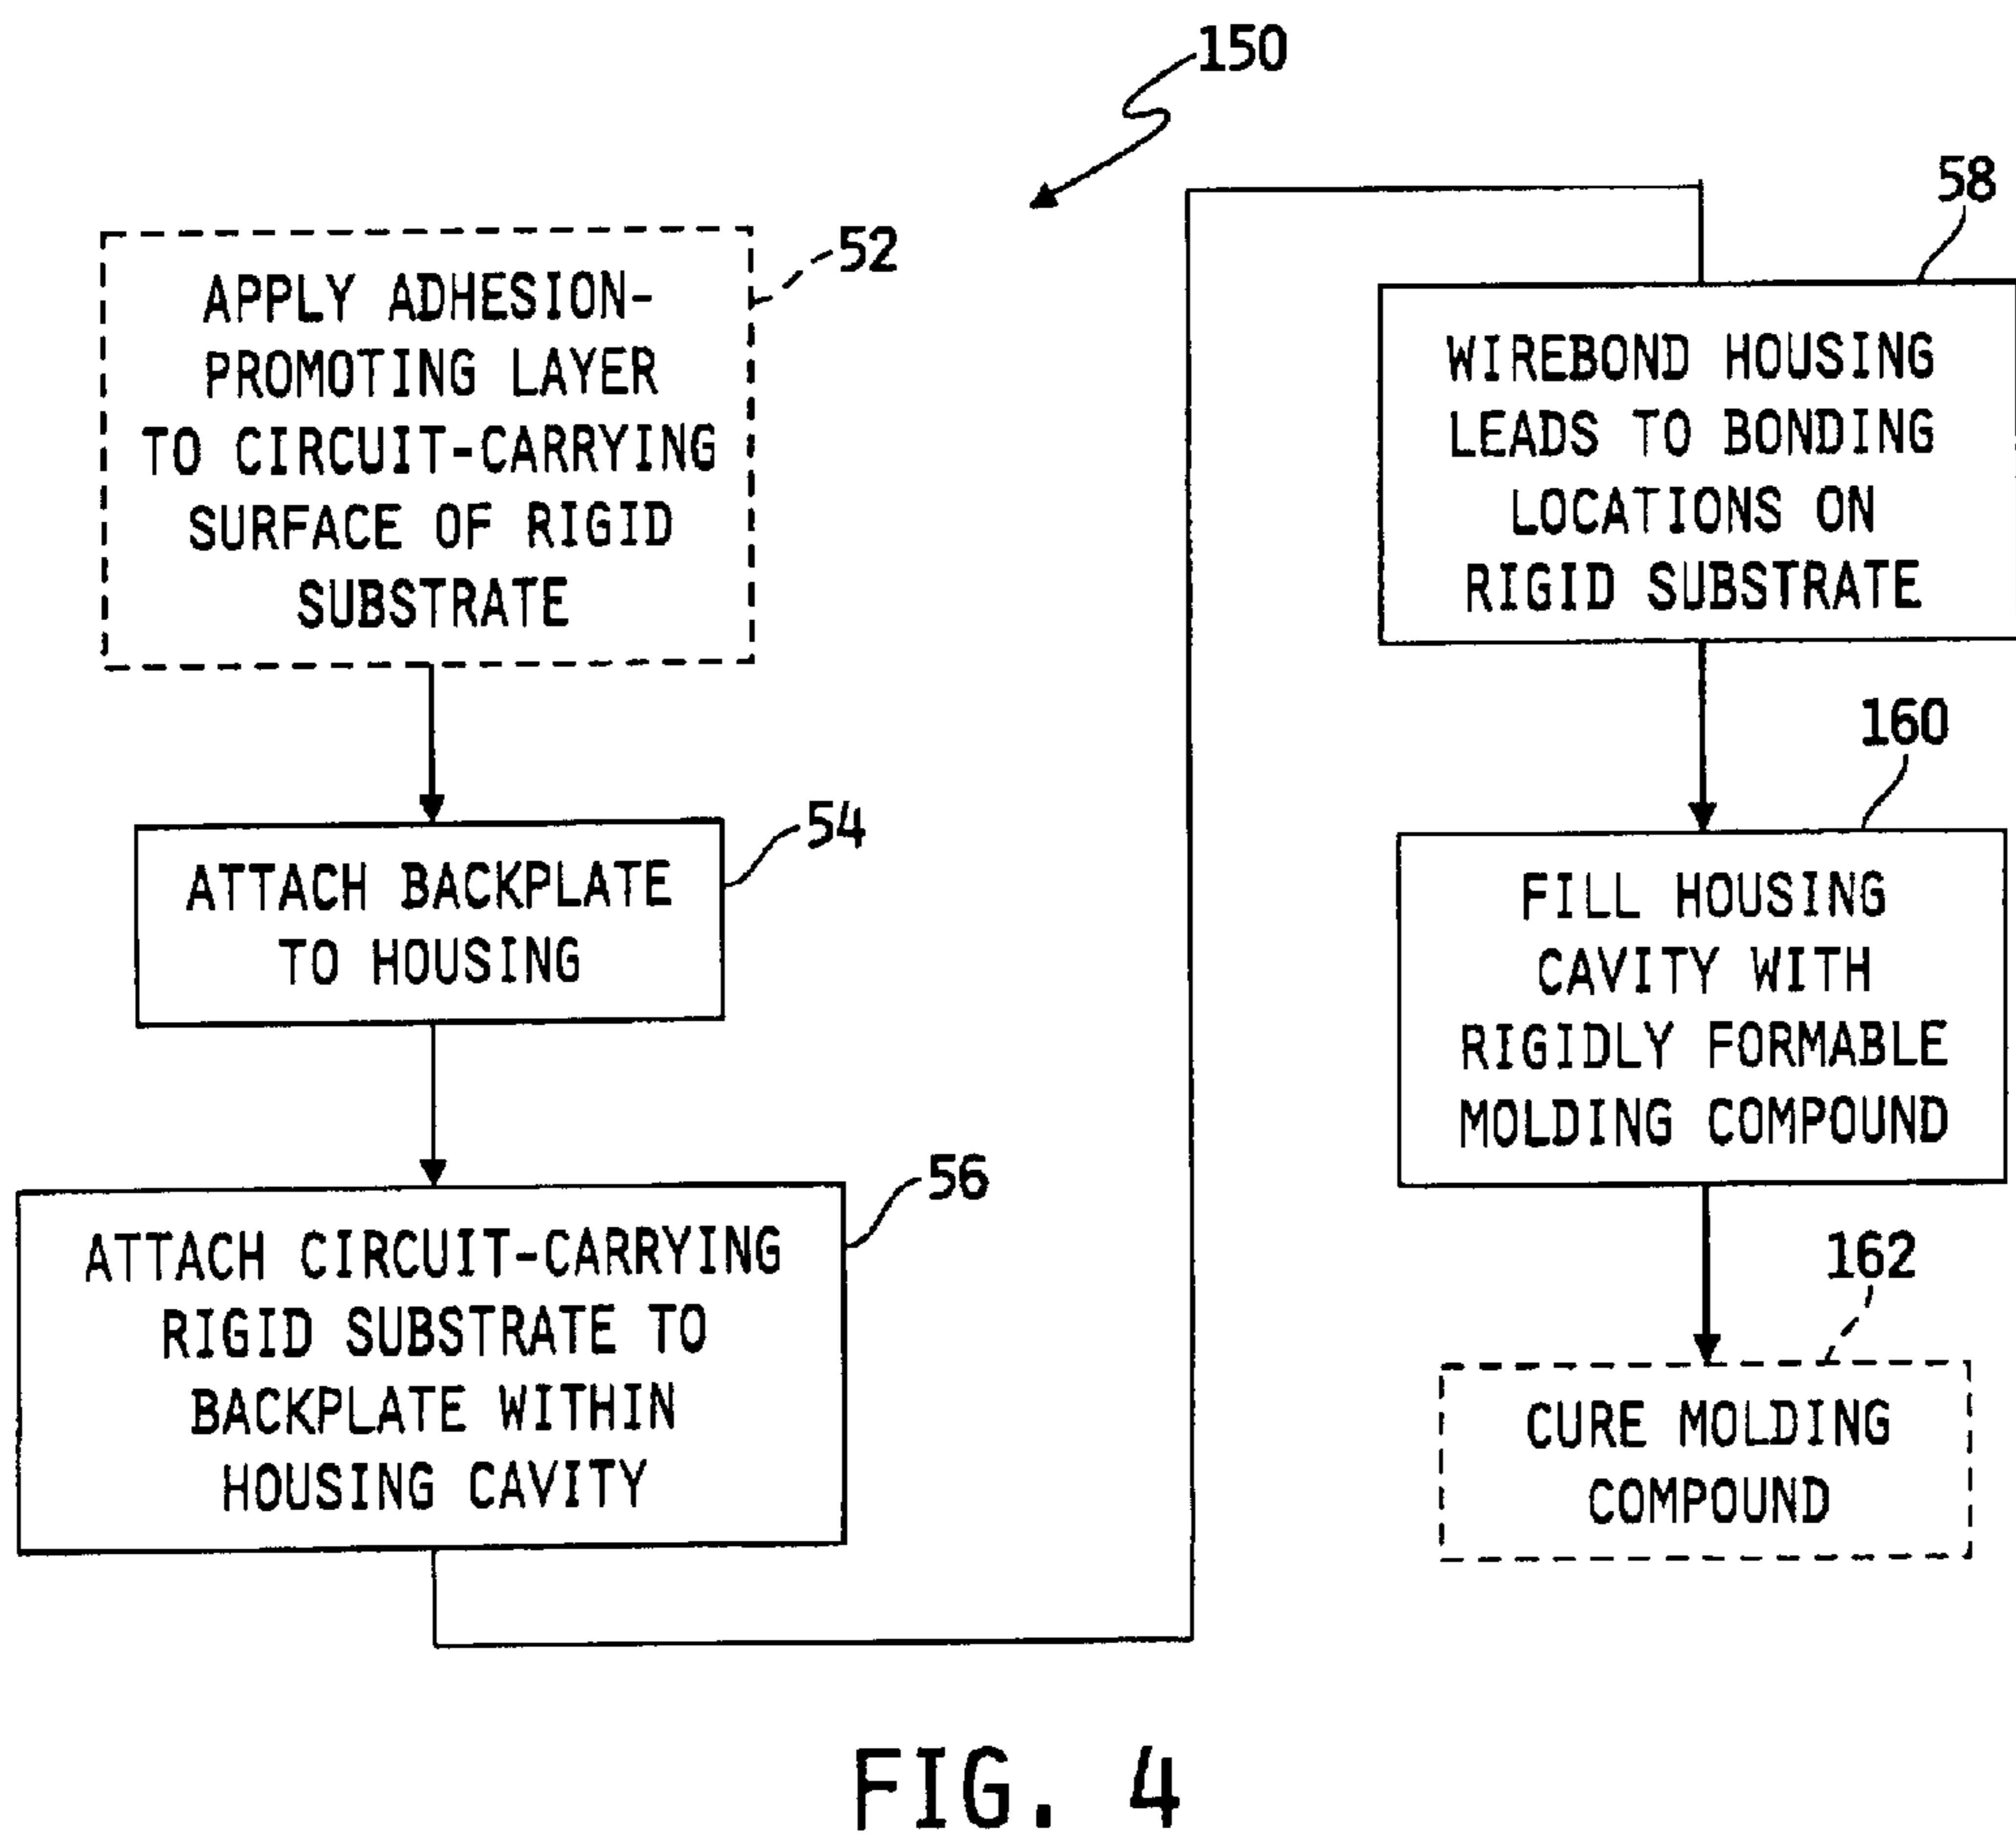 150
52
APPLY ADHESION-
PROMOTING LAYER
TO CIRCUIT-CARRYING
SURFACE OF RIGID
SUBSTRATE
54
ATTACH BACKPLATE
TO HOUSING
56
ATTACH CIRCUIT-CARRYING
RIGID SUBSTRATE TO
BACKPLATE WITHIN
HOUSING CAVITY
58
WIREBOND HOUSING
LEADS TO BONDING
LOCATIONS ON
RIGID SUBSTRATE
160
FILL HOUSING
CAVITY WITH
RIGIDLY FORMABLE
MOLDING COMPOUND
162
CURE MOLDING
COMPOUND
FIG. 4